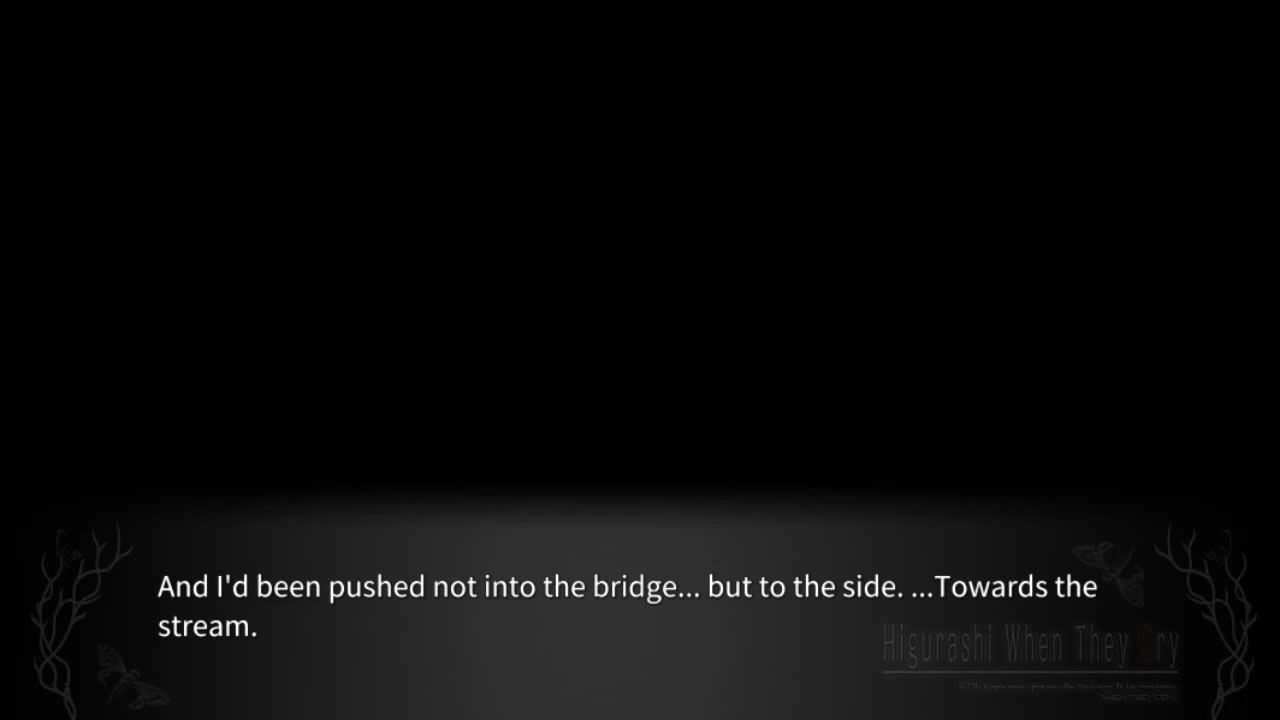 And I'd been pushed not into the bridge... but to the side. ...Towards the
stream.
Higurashi When They Cry